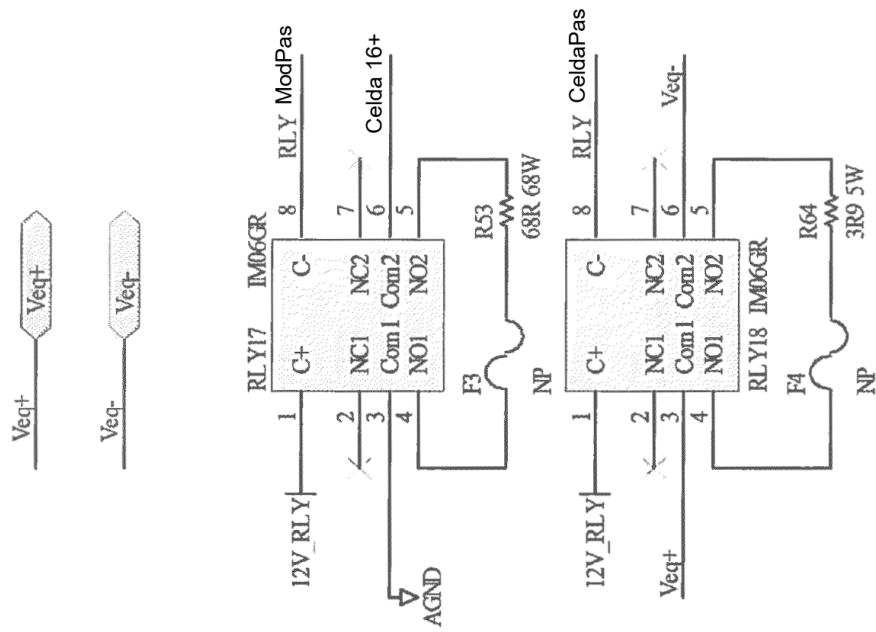 Veq+
Veq+
Veq-
Veq-
RLY17
IM06GR
12V_RLY
1
C+
C-
8
RLY
ModPas
2
NC1
NC2
7
3
Com1
Com2
6
Celda 16+
4
NO1
NO2
5
AGND
F3
NP
R53
68R 68W
12V_RLY
1
C+
C-
8
RLY
CeldaPas
2
NC1
NC2
7
Veq+
3
Com1
Com2
6
Veq-
4
NO1
NO2
5
RLY18
IM06GR
F4
NP
R64
3R9 5W